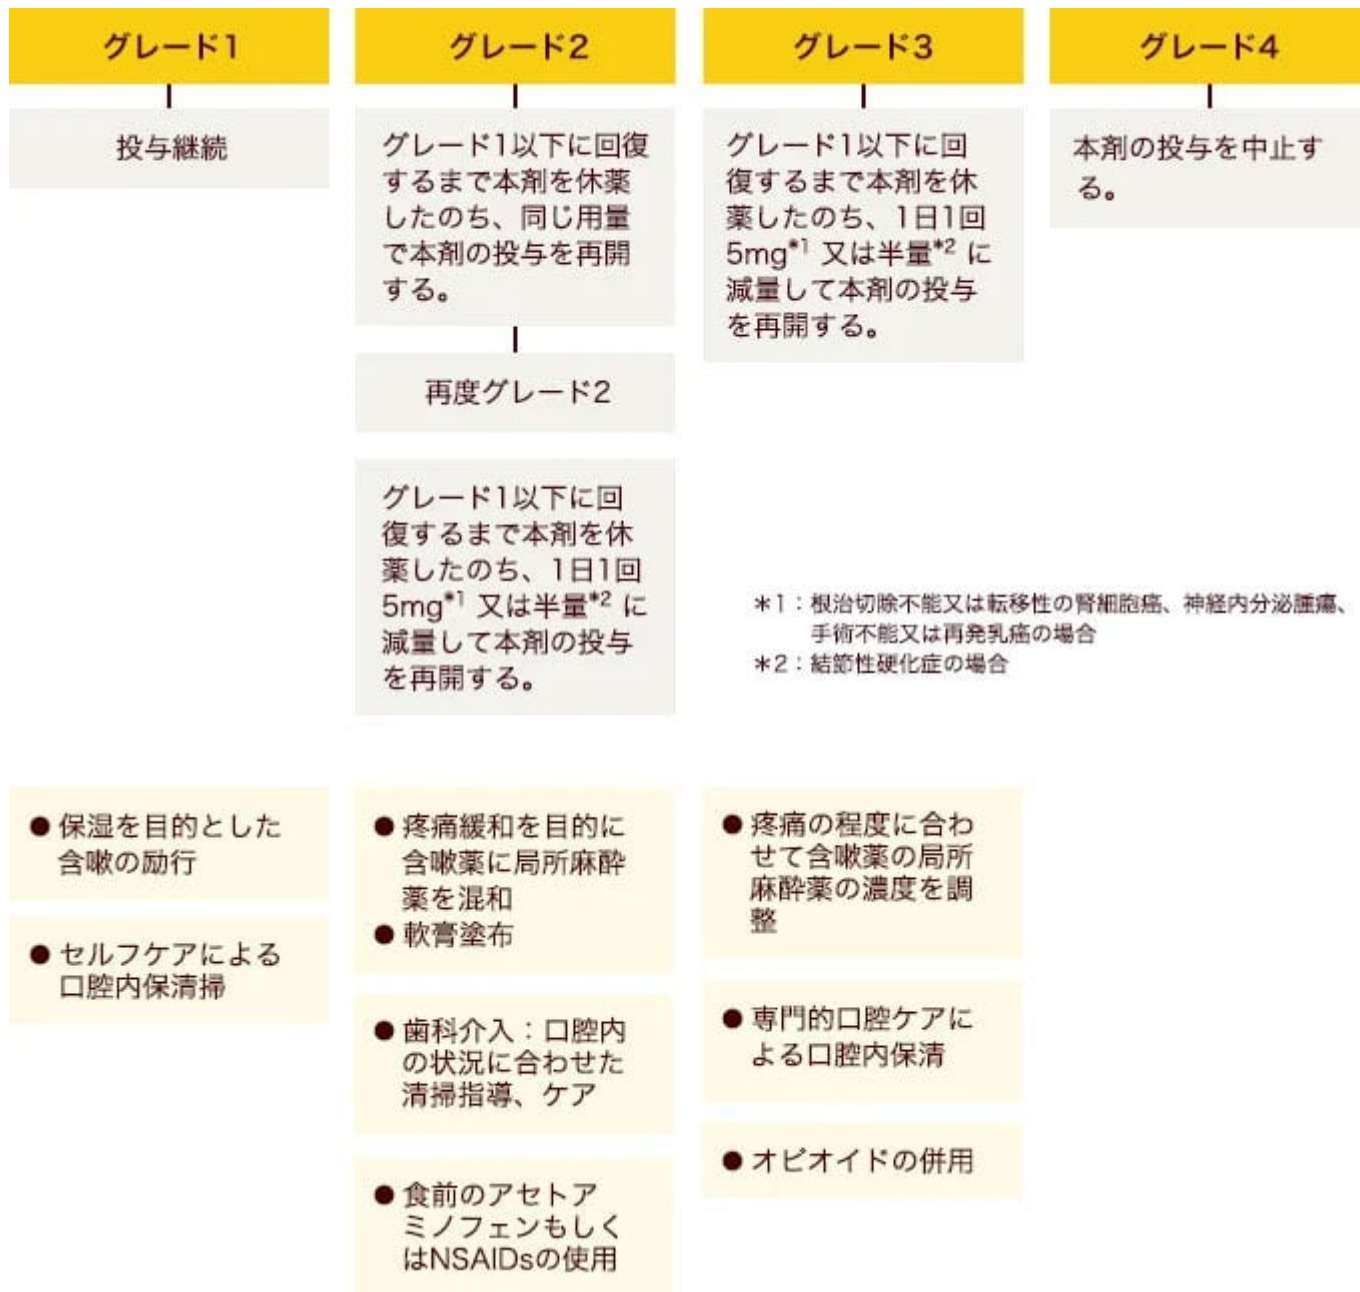 グレード1
投与継続
グレード2
グレード1以下に回復
するまで本剤を休薬
したのち、同じ用量
で本剤の投与を再開
する。
再度グレード2
グレード1以下に回
復するまで本剤を休
薬したのち、1日1回
5mg*1 又は半量*2 に
減量して本剤の投与
を再開する。
グレード3
グレード1以下に回
復するまで本剤を休
薬したのち、1日1回
5mg*1 又は半量*2 に
減量して本剤の投与
を再開する。
グレード4
本剤の投与を中止す
る。
＊1：根治切除不能又は転移性の腎細胞癌、神経内分泌腫瘍、
手術不能又は再発乳癌の場合
＊2：結節性硬化症の場合
● 保湿を目的とした
含嗽の励行
● セルフケアによる
口腔内保清掃
● 疼痛緩和を目的に
含嗽薬に局所麻酔
薬を混和
● 軟膏塗布
● 歯科介入：口腔内
の状況に合わせた
清掃指導、ケア
● 食前のアセトア
ミノフェンもしく
はNSAIDsの使用
● 疼痛の程度に合わ
せて含嗽薬の局所
麻酔薬の濃度を調
整
● 専門的口腔ケアに
よる口腔内保清
● オピオイドの併用